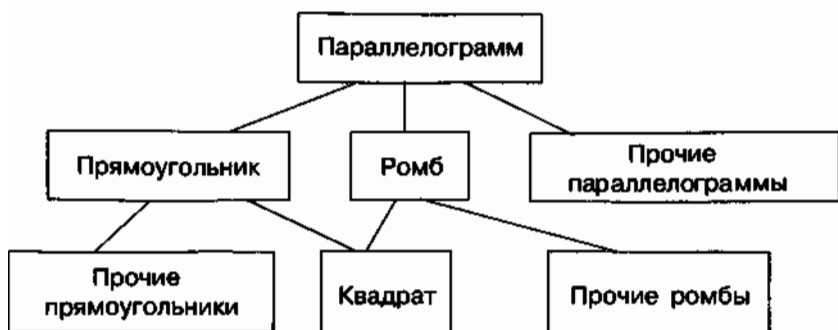 Параллелограмм
Прямоугольник
Ромб
Прочие
параллелограммы
Прочие
прямоугольники
Квадрат
Прочие ромбы